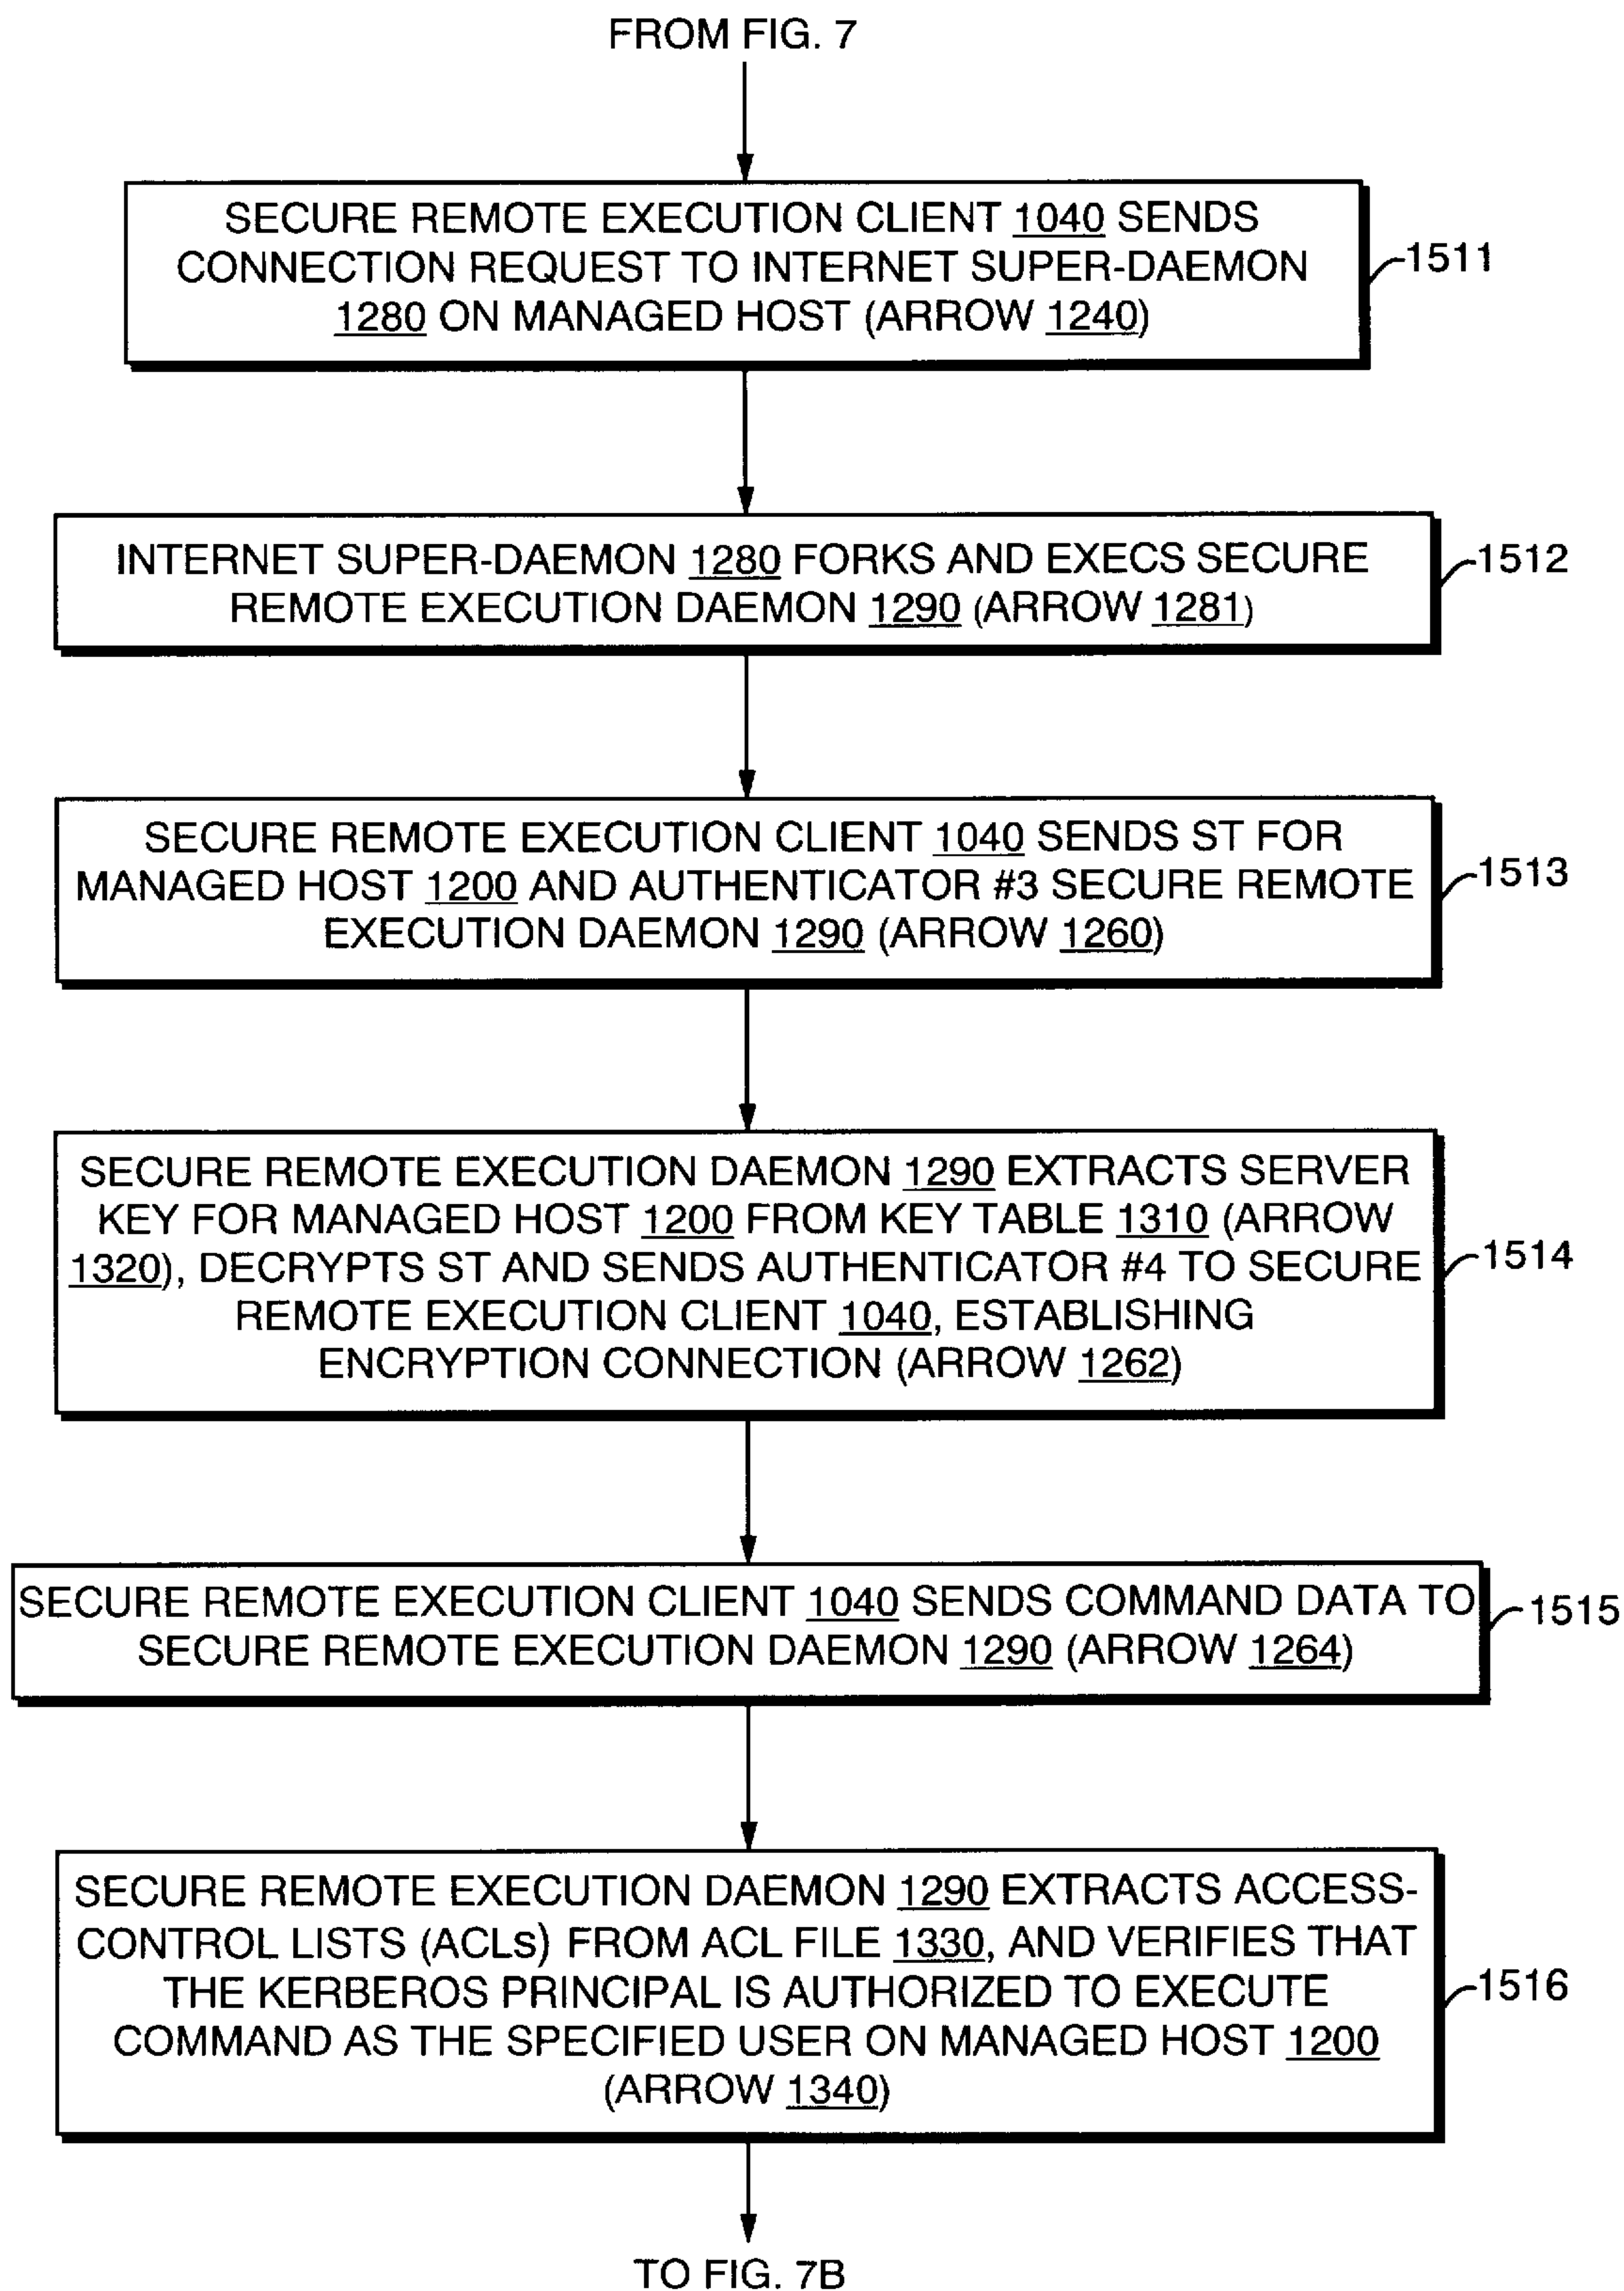 FROM FIG. 7
SECURE REMOTE EXECUTION CLIENT 1040 SENDS
CONNECTION REQUEST TO INTERNET SUPER-DAEMON
1280 ON MANAGED HOST (ARROW 1240)
1511
INTERNET SUPER-DAEMON 1280 FORKS AND EXECS SECURE
REMOTE EXECUTION DAEMON 1290 (ARROW 1281)
1512
SECURE REMOTE EXECUTION CLIENT 1040 SENDS ST FOR
MANAGED HOST 1200 AND AUTHENTICATOR #3 SECURE REMOTE
EXECUTION DAEMON 1290 (ARROW 1260)
1513
SECURE REMOTE EXECUTION DAEMON 1290 EXTRACTS SERVER
KEY FOR MANAGED HOST 1200 FROM KEY TABLE 1310 (ARROW
1320), DECRYPTS ST AND SENDS AUTHENTICATOR #4 TO SECURE
REMOTE EXECUTION CLIENT 1040, ESTABLISHING
ENCRYPTION CONNECTION (ARROW 1262)
1514
SECURE REMOTE EXECUTION CLIENT 1040 SENDS COMMAND DATA TO
SECURE REMOTE EXECUTION DAEMON 1290 (ARROW 1264)
1515
SECURE REMOTE EXECUTION DAEMON 1290 EXTRACTS ACCESS-
CONTROL LISTS (ACLs) FROM ACL FILE 1330, AND VERIFIES THAT
THE KERBEROS PRINCIPAL IS AUTHORIZED TO EXECUTE
COMMAND AS THE SPECIFIED USER ON MANAGED HOST 1200
(ARROW 1340)
1516
TO FIG. 7B